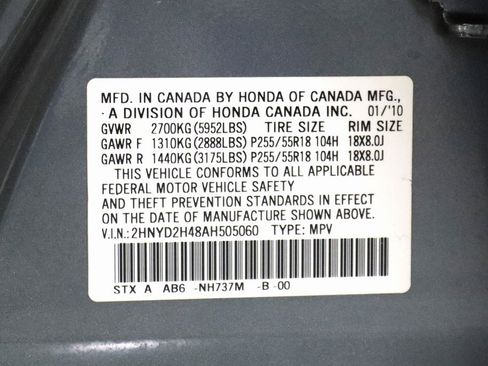 MFD. IN CANADA BY HONDA OF CANADA MFG.,
A DIVISION OF HONDA CANADA INC. 01/'10
GVWR 2700KG(5952LBS) TIRE SIZE RIM SIZE
GAWR F 1310KG(2888LBS) P255/55R18 104H 18X8.0J
GAWR R 1440KG(3175LBS) P255/55R18 104H 18X8.0J
THIS VEHICLE CONFORMS TO ALL APPLICABLE
FEDERAL MOTOR VEHICLE SAFETY
AND THEFT PREVENTION STANDARDS IN EFFECT
ON THE DATE OF MANUFACTURE SHOWN ABOVE.
V.I.N.: 2HNYD2H48AH505060 TYPE: MPV
STX A AB6 -NH737M -B -00